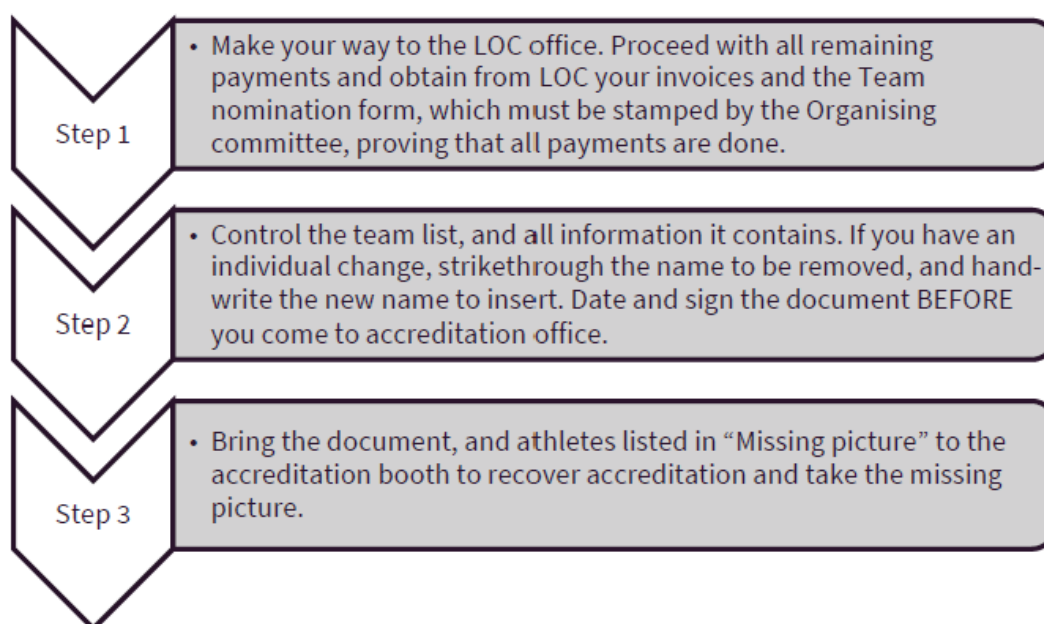 Step 1
• Make your way to the LOC office. Proceed with all remaining
payments and obtain from LOC your invoices and the Team
nomination form, which must be stamped by the Organising
committee, proving that all payments are done.
Step 2
• Control the team list, and all information it contains. If you have an
individual change, strikethrough the name to be removed, and hand-
write the new name to insert. Date and sign the document BEFORE
you come to accreditation office.
Step 3
• Bring the document, and athletes listed in “Missing picture” to the
accreditation booth to recover accreditation and take the missing
picture.